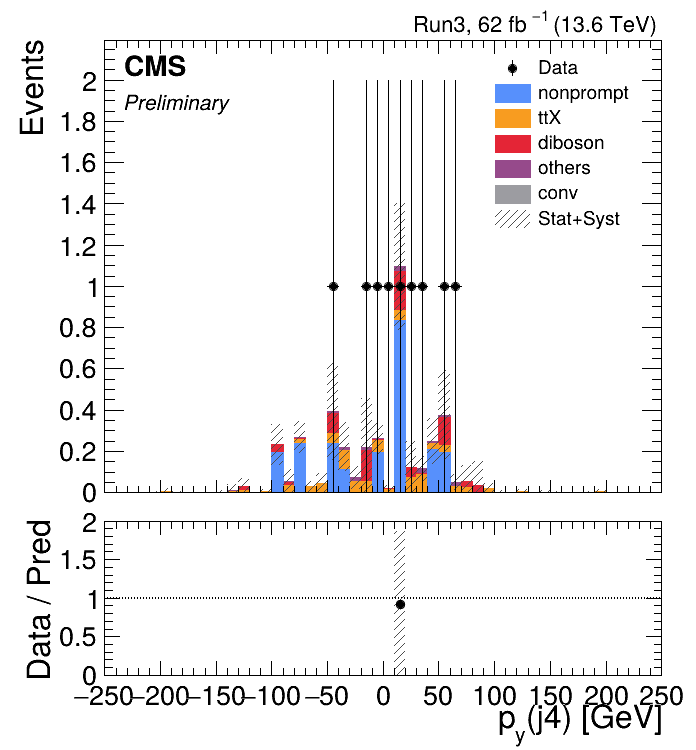 Run3, 62 fb⁻¹ (13.6 TeV)
CMS
Preliminary
Events
Data
nonprompt
ttX
diboson
others
conv
Stat+Syst
2
1.8
1.6
1.4
1.2
1
0.8
0.6
0.4
0.2
0
Data / Pred
2
1.5
1
0.5
0
−250 −200 −150 −100 −50 0 50 100 150 200 250
p_y(j4) [GeV]